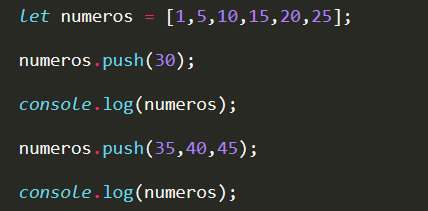 let numeros = [1,5,10,15,20,25];
numeros.push(30);
console.log(numeros);
numeros.push(35,40,45);
console.log(numeros);